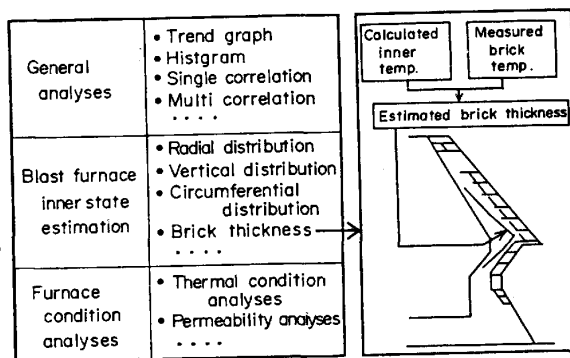 General
analyses
• Trend graph
• Histgram
• Single correlation
• Multi correlation
• • • •
Blast furnace
inner state
estimation
• Radial distribution
• Vertical distribution
• Circumferential
distribution
• Brick thickness
• • • •
Furnace
condition
analyses
• Thermal condition
analyses
• Permeability analyses
• • • •
Calculated
inner
temp.
Measured
brick
temp.
Estimated brick thickness